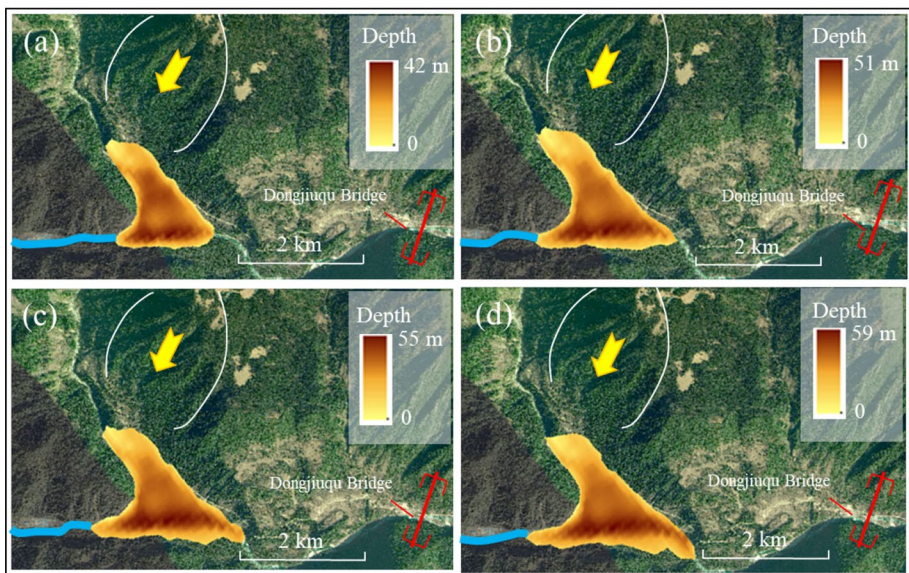 (a)
Depth
42 m
0
Dongjiuqu Bridge
2 km
(b)
Depth
51 m
0
Dongjiuqu Bridge
2 km
(c)
Depth
55 m
0
Dongjiuqu Bridge
2 km
(d)
Depth
59 m
0
Dongjiuqu Bridge
2 km